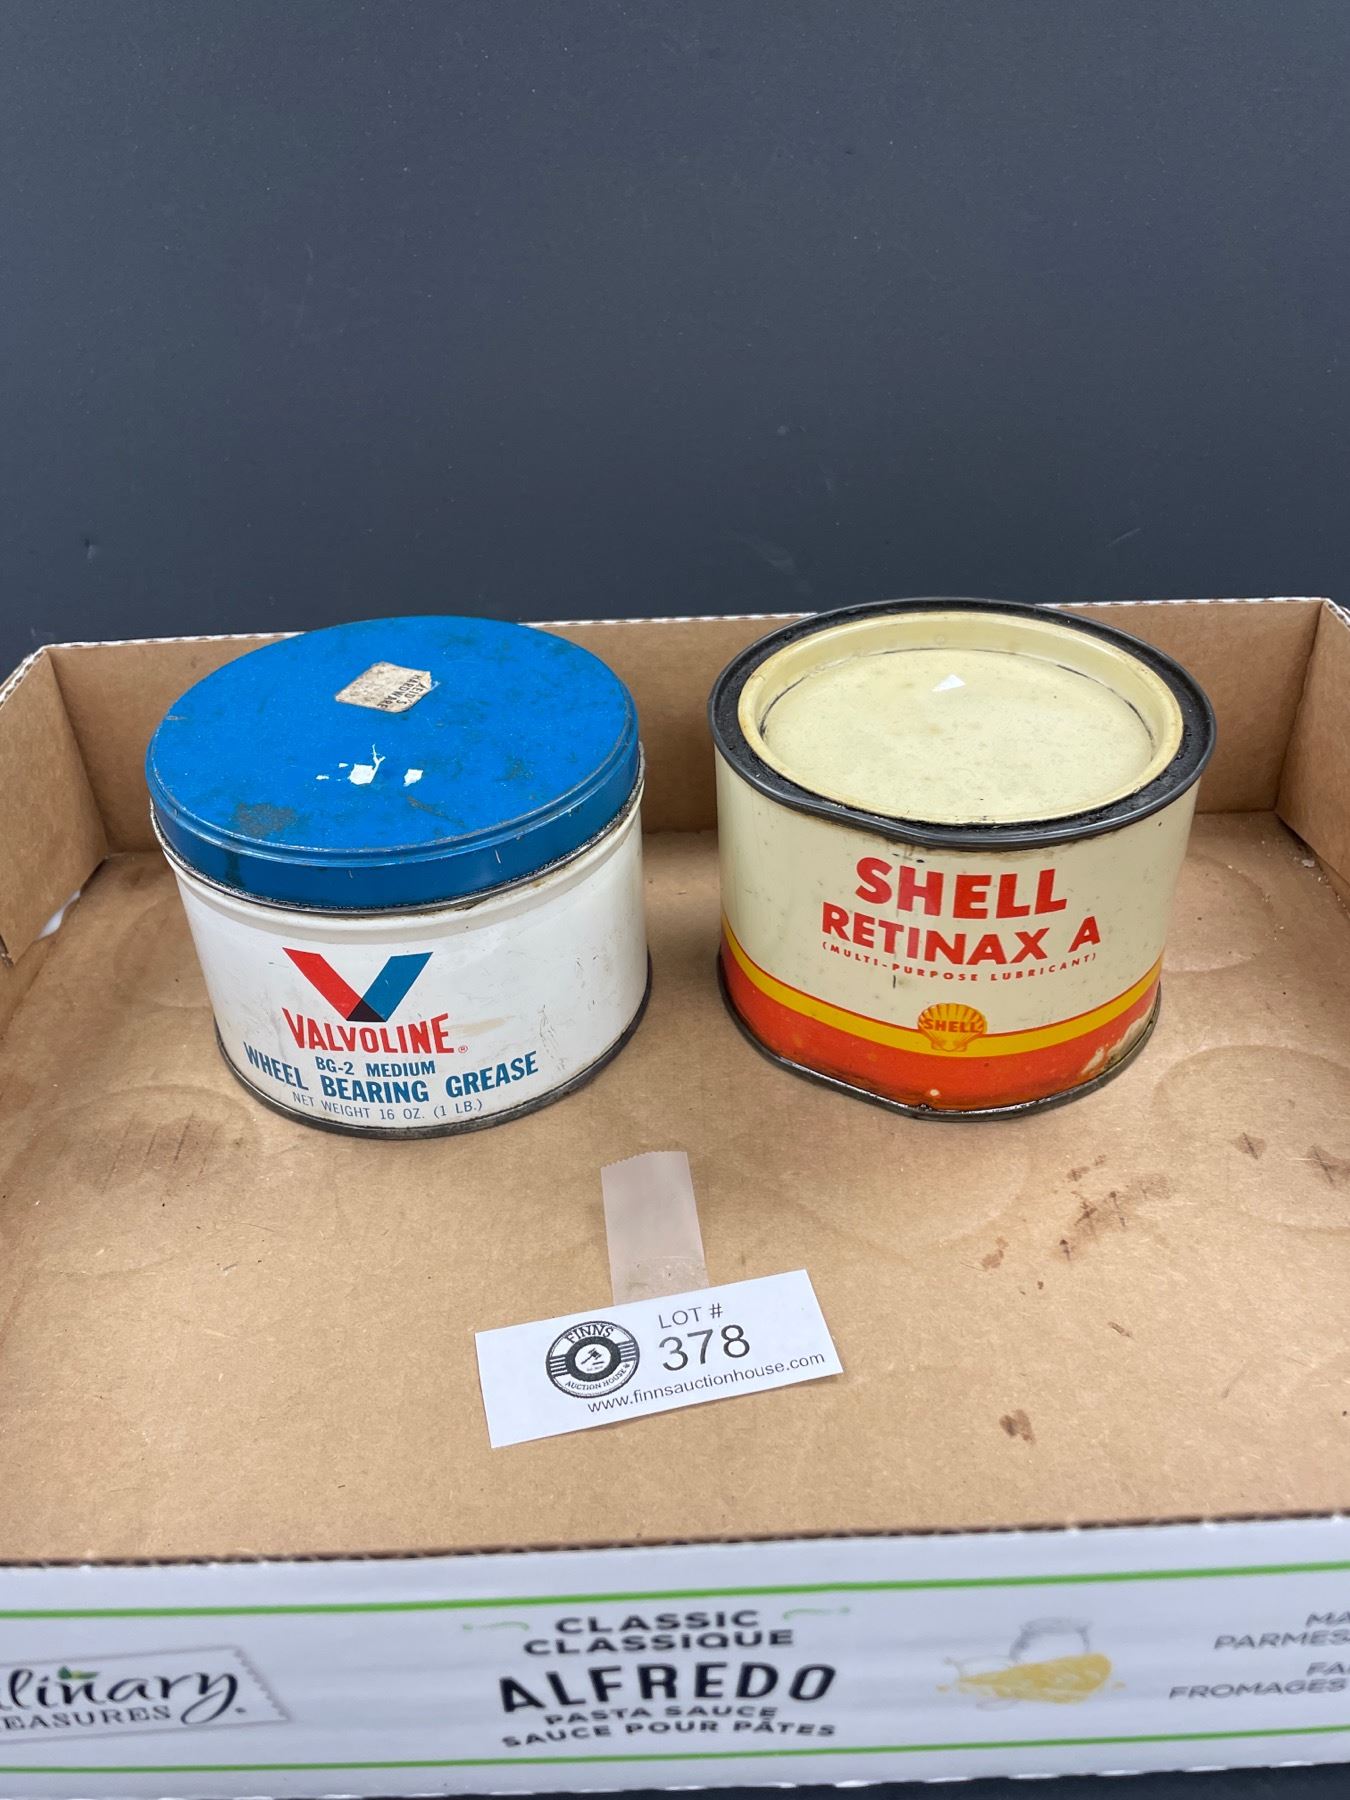 HARDWARE
VALVOLINE®
BG-2 MEDIUM
WHEEL BEARING GREASE
NET WEIGHT 16 OZ. (1 LB.)
SHELL
RETINAX A
(MULTI-PURPOSE LUBRICANT)
SHELL
FINNS
AUCTION HOUSE
LOT #
378
www.finnsauctionhouse.com
CLASSIC
CLASSIQUE
ALFREDO
PASTA SAUCE
SAUCE POUR PÂTES
FROMAGES